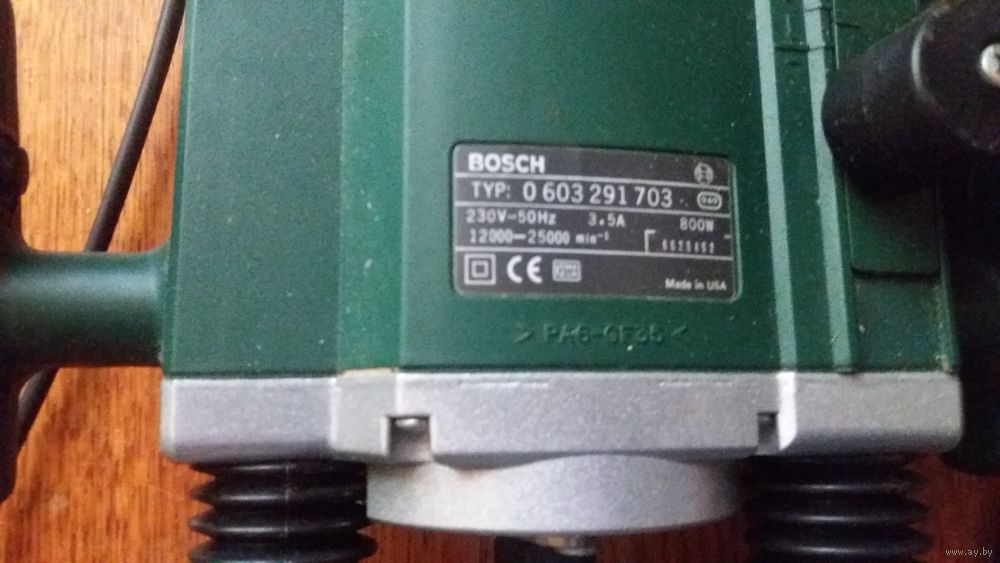 BOSCH
TYP: 0 603 291 703
230V–50Hz 3.5A 800W
12000–25000 min⁻¹
CE
Made in USA
> PA6-GF35 <
www.ay.by